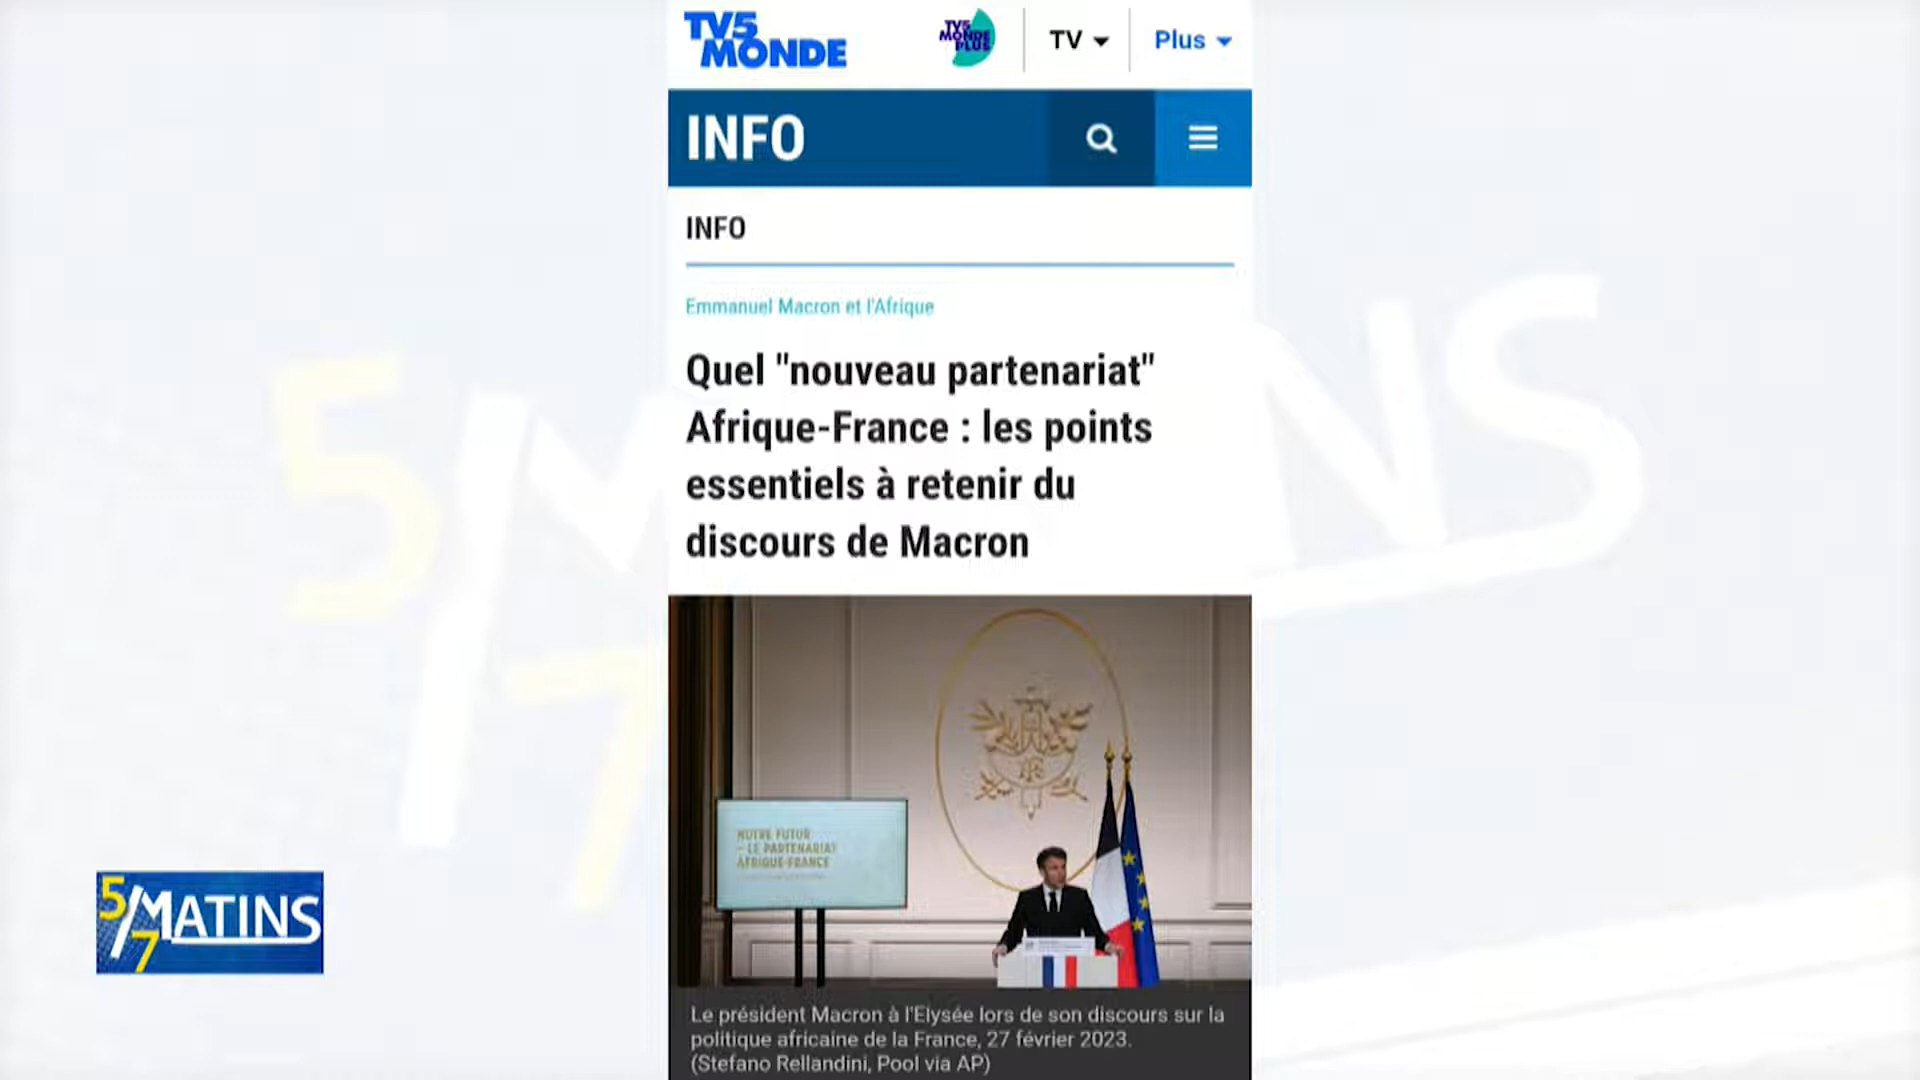 TV5
MONDE
TV5
MONDE
PLUS
TV
Plus
INFO
INFO
Emmanuel Macron et l'Afrique
Quel "nouveau partenariat"
Afrique-France : les points
essentiels à retenir du
discours de Macron
NOTRE FUTUR
- LE PARTENARIAT
AFRIQUE-FRANCE
Le président Macron à l'Elysée lors de son discours sur la
politique africaine de la France, 27 février 2023.
(Stefano Rellandini, Pool via AP)
5/7 MATINS